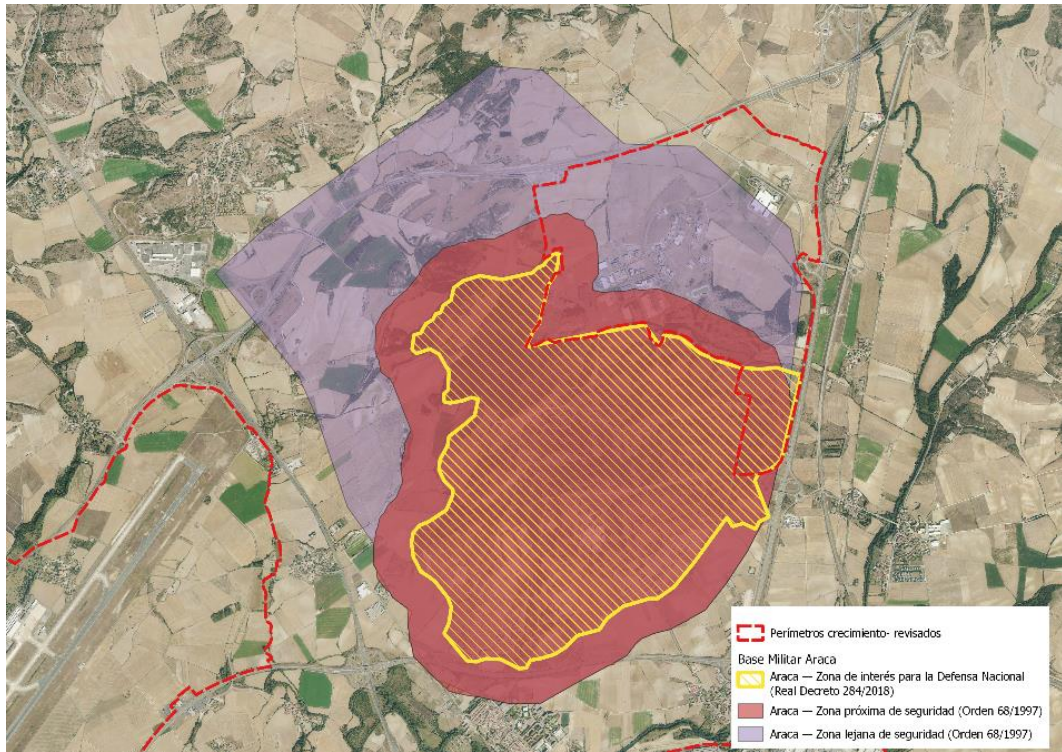 Perímetros crecimiento- revisados
Base Militar Araca
Araca — Zona de interés para la Defensa Nacional
(Real Decreto 284/2018)
Araca — Zona próxima de seguridad (Orden 68/1997)
Araca — Zona lejana de seguridad (Orden 68/1997)